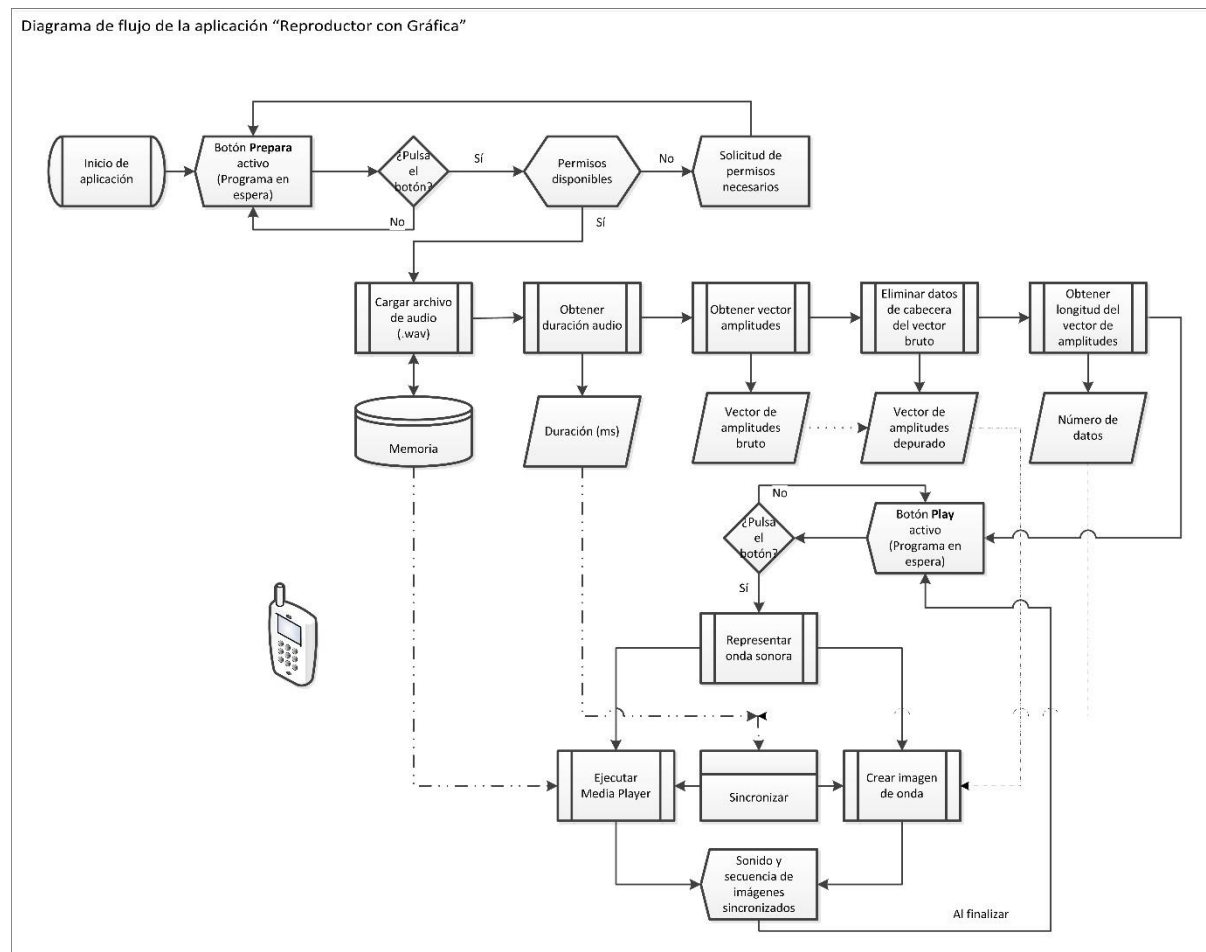 Diagrama de flujo de la aplicación “Reproductor con Gráfica”
Inicio de
aplicación
Botón Prepara
activo
(Programa en
espera)
¿Pulsa
el
botón?
Sí
No
Permisos
disponibles
No
Sí
Solicitud de
permisos
necesarios
Cargar archivo
de audio
(.wav)
Obtener
duración audio
Obtener vector
amplitudes
Eliminar datos
de cabecera
del vector
bruto
Obtener
longitud del
vector de
amplitudes
Memoria
Duración (ms)
Vector de
amplitudes
bruto
Vector de
amplitudes
depurado
Número de
datos
No
¿Pulsa
el
botón?
Botón Play
activo
(Programa en
espera)
Sí
Representar
onda sonora
Ejecutar
Media Player
Sincronizar
Crear imagen
de onda
Sonido y
secuencia de
imágenes
sincronizados
Al finalizar